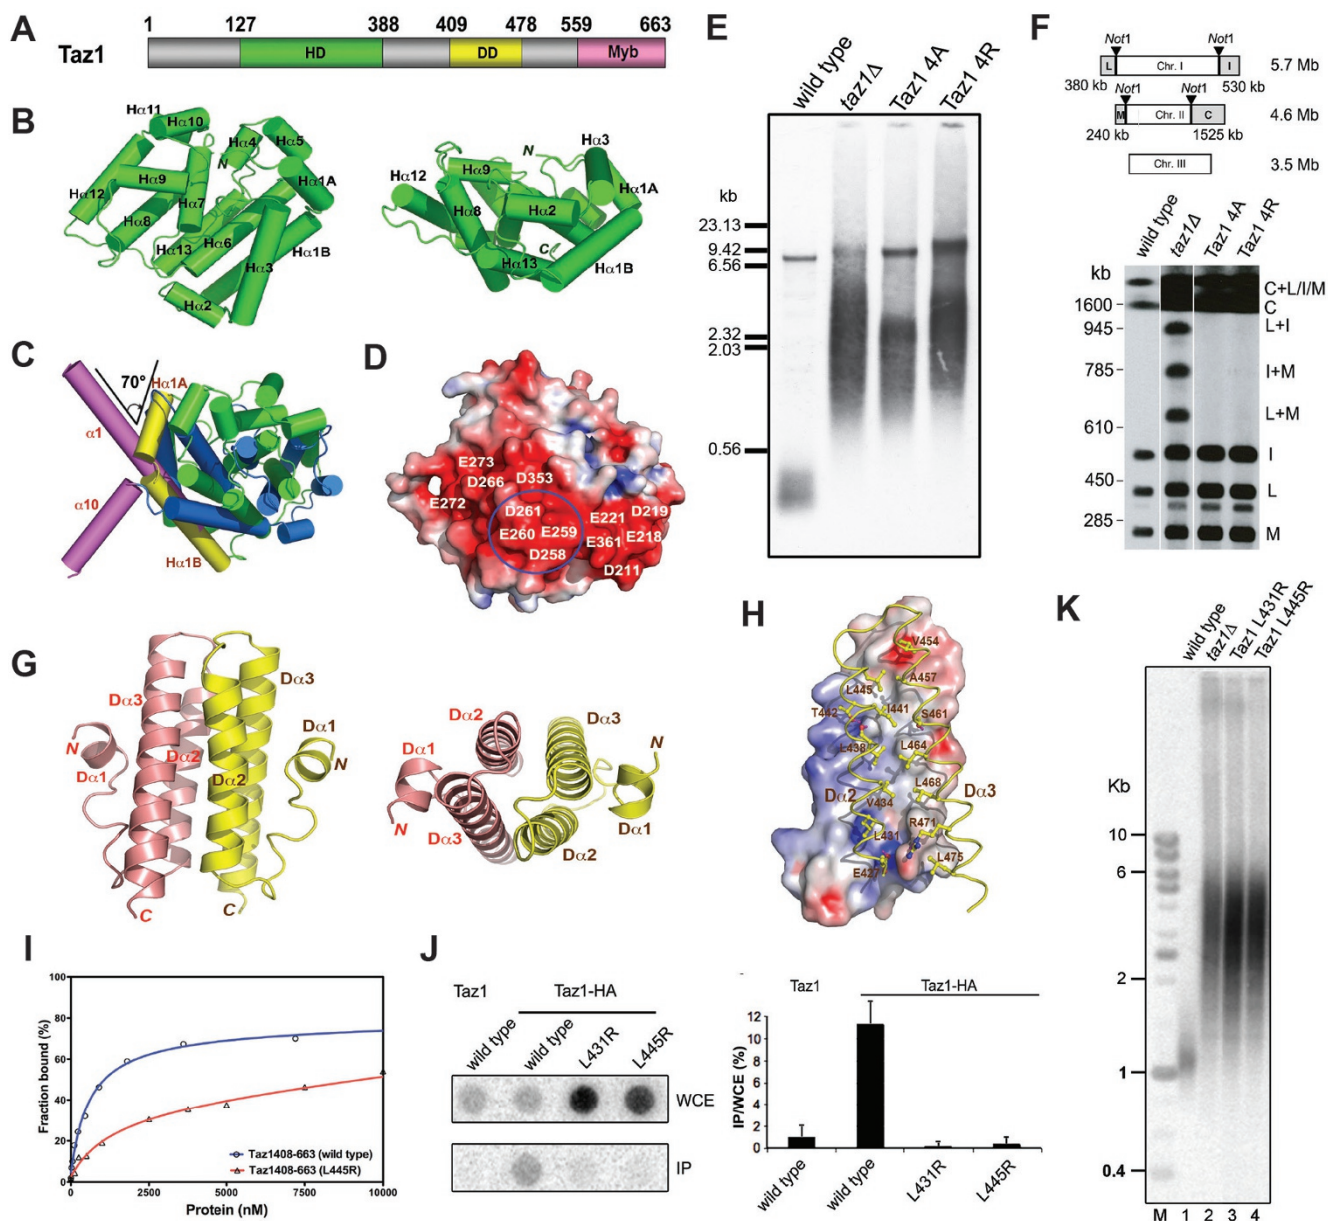 A
Taz1
1 127 388 409 478 559 663
HD DD Myb
B
Hα11
Hα10
Hα4
Hα5
N
Hα12
Hα9
Hα7
Hα1A
Hα8
Hα13
Hα6
Hα1B
Hα3
Hα2
N
Hα3
Hα12
Hα9
Hα1A
Hα8
Hα2
C
Hα13
Hα1B
C
70°
Hα1A
α1
α10
Hα1B
D
E273
D353
D266
E272
D261
E221
D219
E260
E259
E361
E218
D258
D211
E
wild type
taz1Δ
Taz1 4A
Taz1 4R
kb
23.13
9.42
6.56
2.32
2.03
0.56
F
Not1 Not1
L Chr. I I 5.7 Mb
380 kb 530 kb
Not1 Not1
M Chr. II C 4.6 Mb
240 kb 1525 kb
Chr. III 3.5 Mb
wild type
taz1Δ
Taz1 4A
Taz1 4R
kb
1600
945
785
610
450
285
C+L/I/M
C
L+I
I+M
L+M
I
L
M
G
Dα3
Dα3
Dα1
N
N
Dα1
Dα2
Dα2
C
C
Dα2
Dα3
Dα1
N
N
Dα1
Dα3
Dα2
H
V454
A457
L445
I441
T442
S461
L438
L464
L468
V434
Dα2
Dα3
L431
R471
L475
E427
I
Fraction bound (%)
100
80
60
40
20
0
0 2500 5000 7500 10000
Protein (nM)
Taz1408-663 (wild type)
Taz1408-663 (L445R)
J
Taz1 Taz1-HA
wild type
wild type
L431R
L445R
WCE
IP
Taz1 Taz1-HA
IP/WCE (%)
14
12
10
8
6
4
2
0
wild type
wild type
L431R
L445R
K
wild type
taz1Δ
Taz1 L431R
Taz1 L445R
Kb
10
6
2
1
0.4
M 1 2 3 4